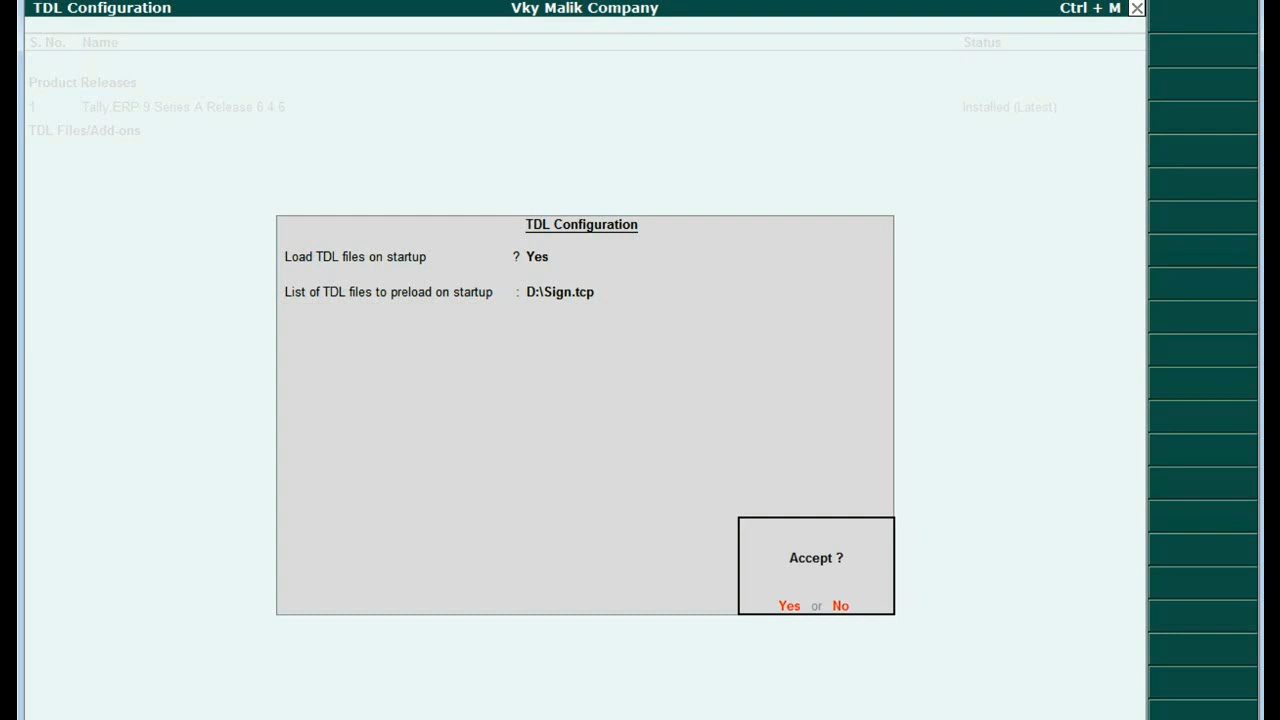 TDL Configuration Vky Malik Company Ctrl + M
S. No. Name Status
Product Releases
1 Tally.ERP 9 Series A Release 6.4.6 Installed (Latest)
TDL Files/Add-ons
TDL Configuration
Load TDL files on startup ? Yes
List of TDL files to preload on startup : D:\Sign.tcp
Accept ?
Yes or No